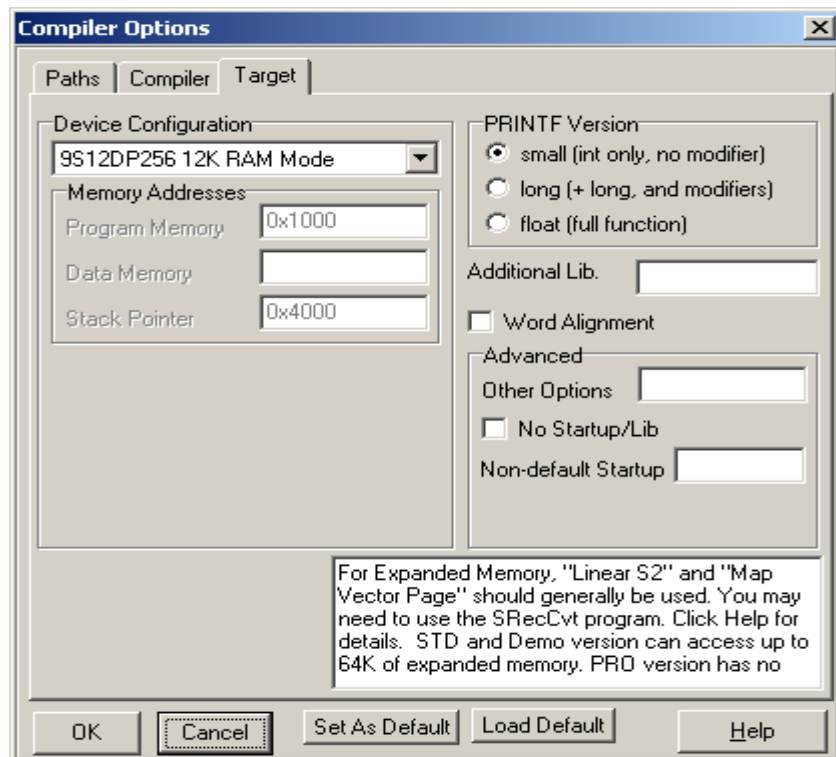 Compiler Options
Paths
Compiler
Target
Device Configuration
9S12DP256 12K RAM Mode
Memory Addresses
Program Memory
0x1000
Data Memory
Stack Pointer
0x4000
PRINTF Version
small (int only, no modifier)
long (+ long, and modifiers)
float (full function)
Additional Lib.
Word Alignment
Advanced
Other Options
No Startup/Lib
Non-default Startup
For Expanded Memory, "Linear S2" and "Map
Vector Page" should generally be used. You may
need to use the SRecCvt program. Click Help for
details.  STD and Demo version can access up to
64K of expanded memory. PRO version has no
OK
Cancel
Set As Default
Load Default
Help